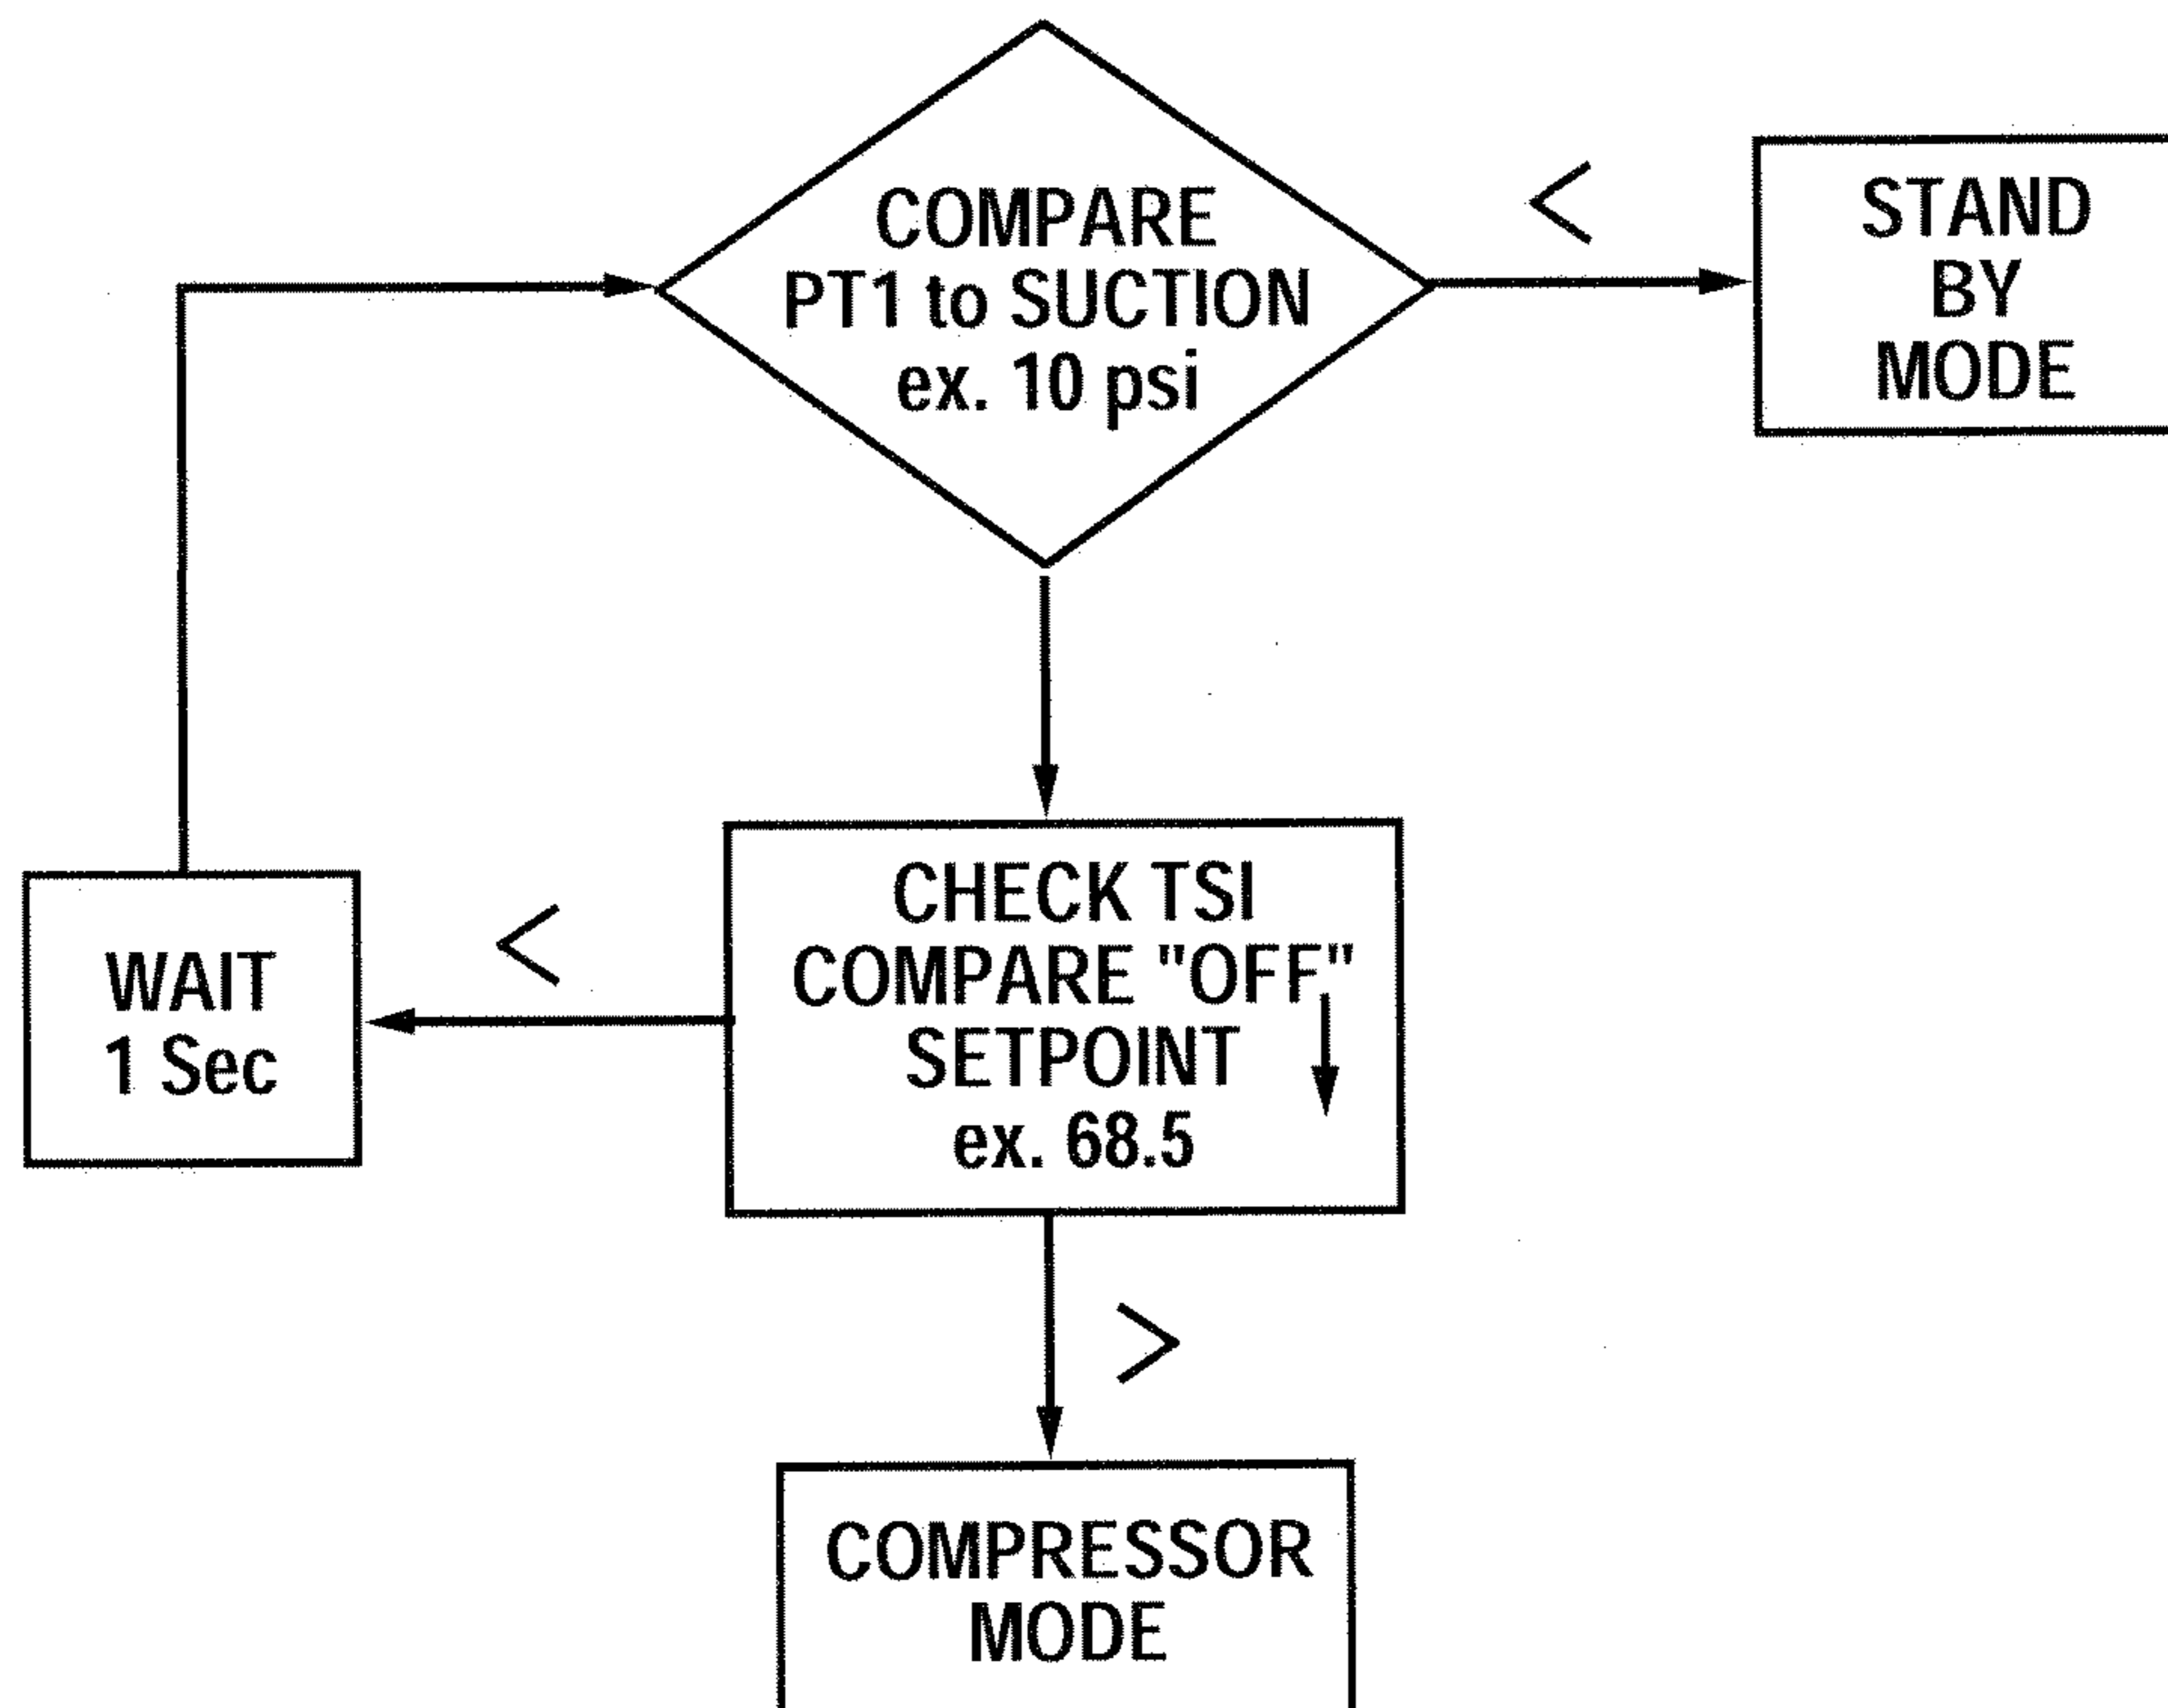 COMPARE
PT1 to SUCTION
ex. 10 psi
<
STAND
BY
MODE
CHECK TSI
COMPARE "OFF"
SETPOINT
ex. 68.5
<
WAIT
1 Sec
>
COMPRESSOR
MODE